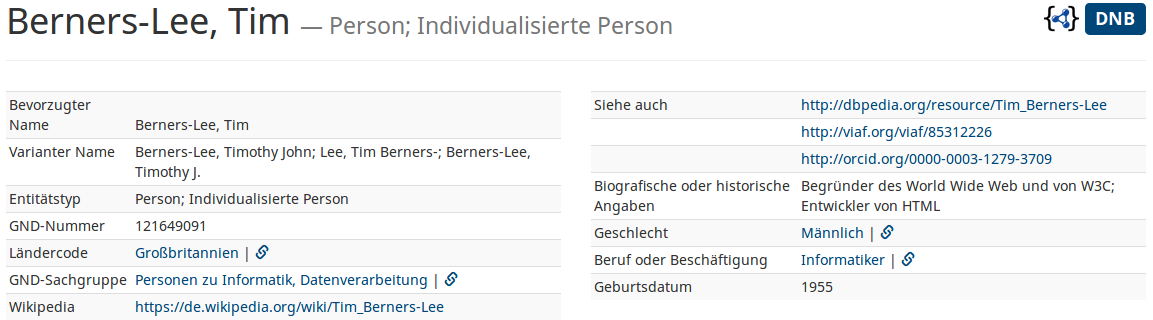 Berners-Lee, Tim — Person; Individualisierte Person
DNB
Bevorzugter
Name Berners-Lee, Tim
Varianter Name Berners-Lee, Timothy John; Lee, Tim Berners-; Berners-Lee,
Timothy J.
Entitätstyp Person; Individualisierte Person
GND-Nummer 121649091
Ländercode Großbritannien |
GND-Sachgruppe Personen zu Informatik, Datenverarbeitung |
Wikipedia https://de.wikipedia.org/wiki/Tim_Berners-Lee
Siehe auch http://dbpedia.org/resource/Tim_Berners-Lee
http://viaf.org/viaf/85312226
http://orcid.org/0000-0003-1279-3709
Biografische oder historische Begründer des World Wide Web und von W3C;
Angaben Entwickler von HTML
Geschlecht Männlich |
Beruf oder Beschäftigung Informatiker |
Geburtsdatum 1955